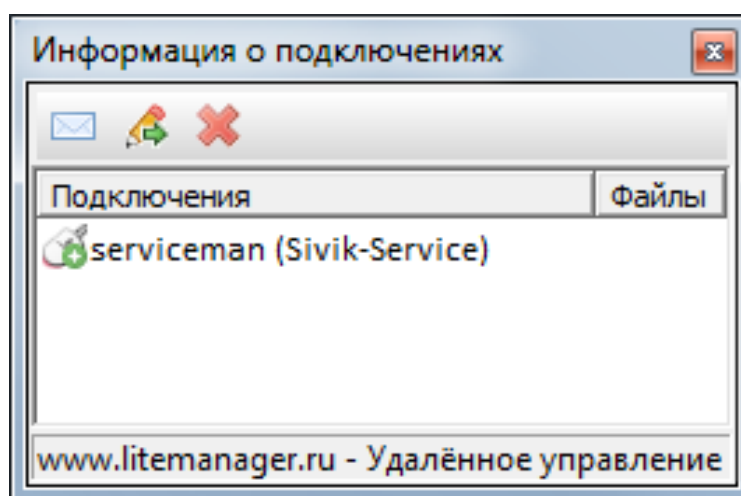 Информация о подключениях
Подключения Файлы
serviceman (Sivik-Service)
www.litemanager.ru - Удалённое управление